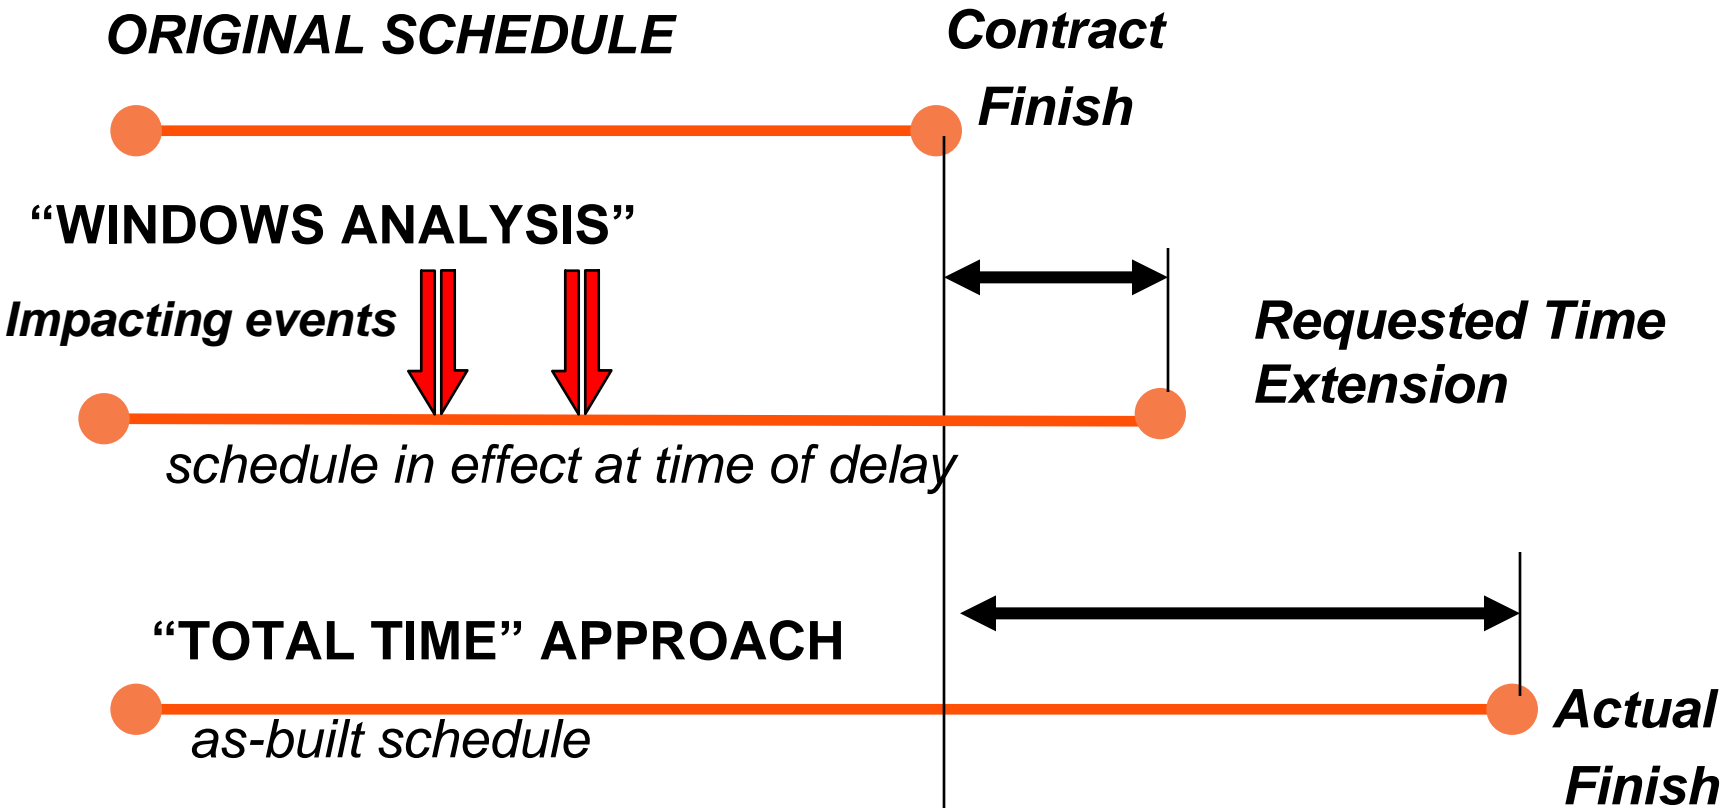 ORIGINAL SCHEDULE
Contract
Finish
“WINDOWS ANALYSIS”
Impacting events
Requested Time
Extension
schedule in effect at time of delay
“TOTAL TIME” APPROACH
as-built schedule
Actual
Finish